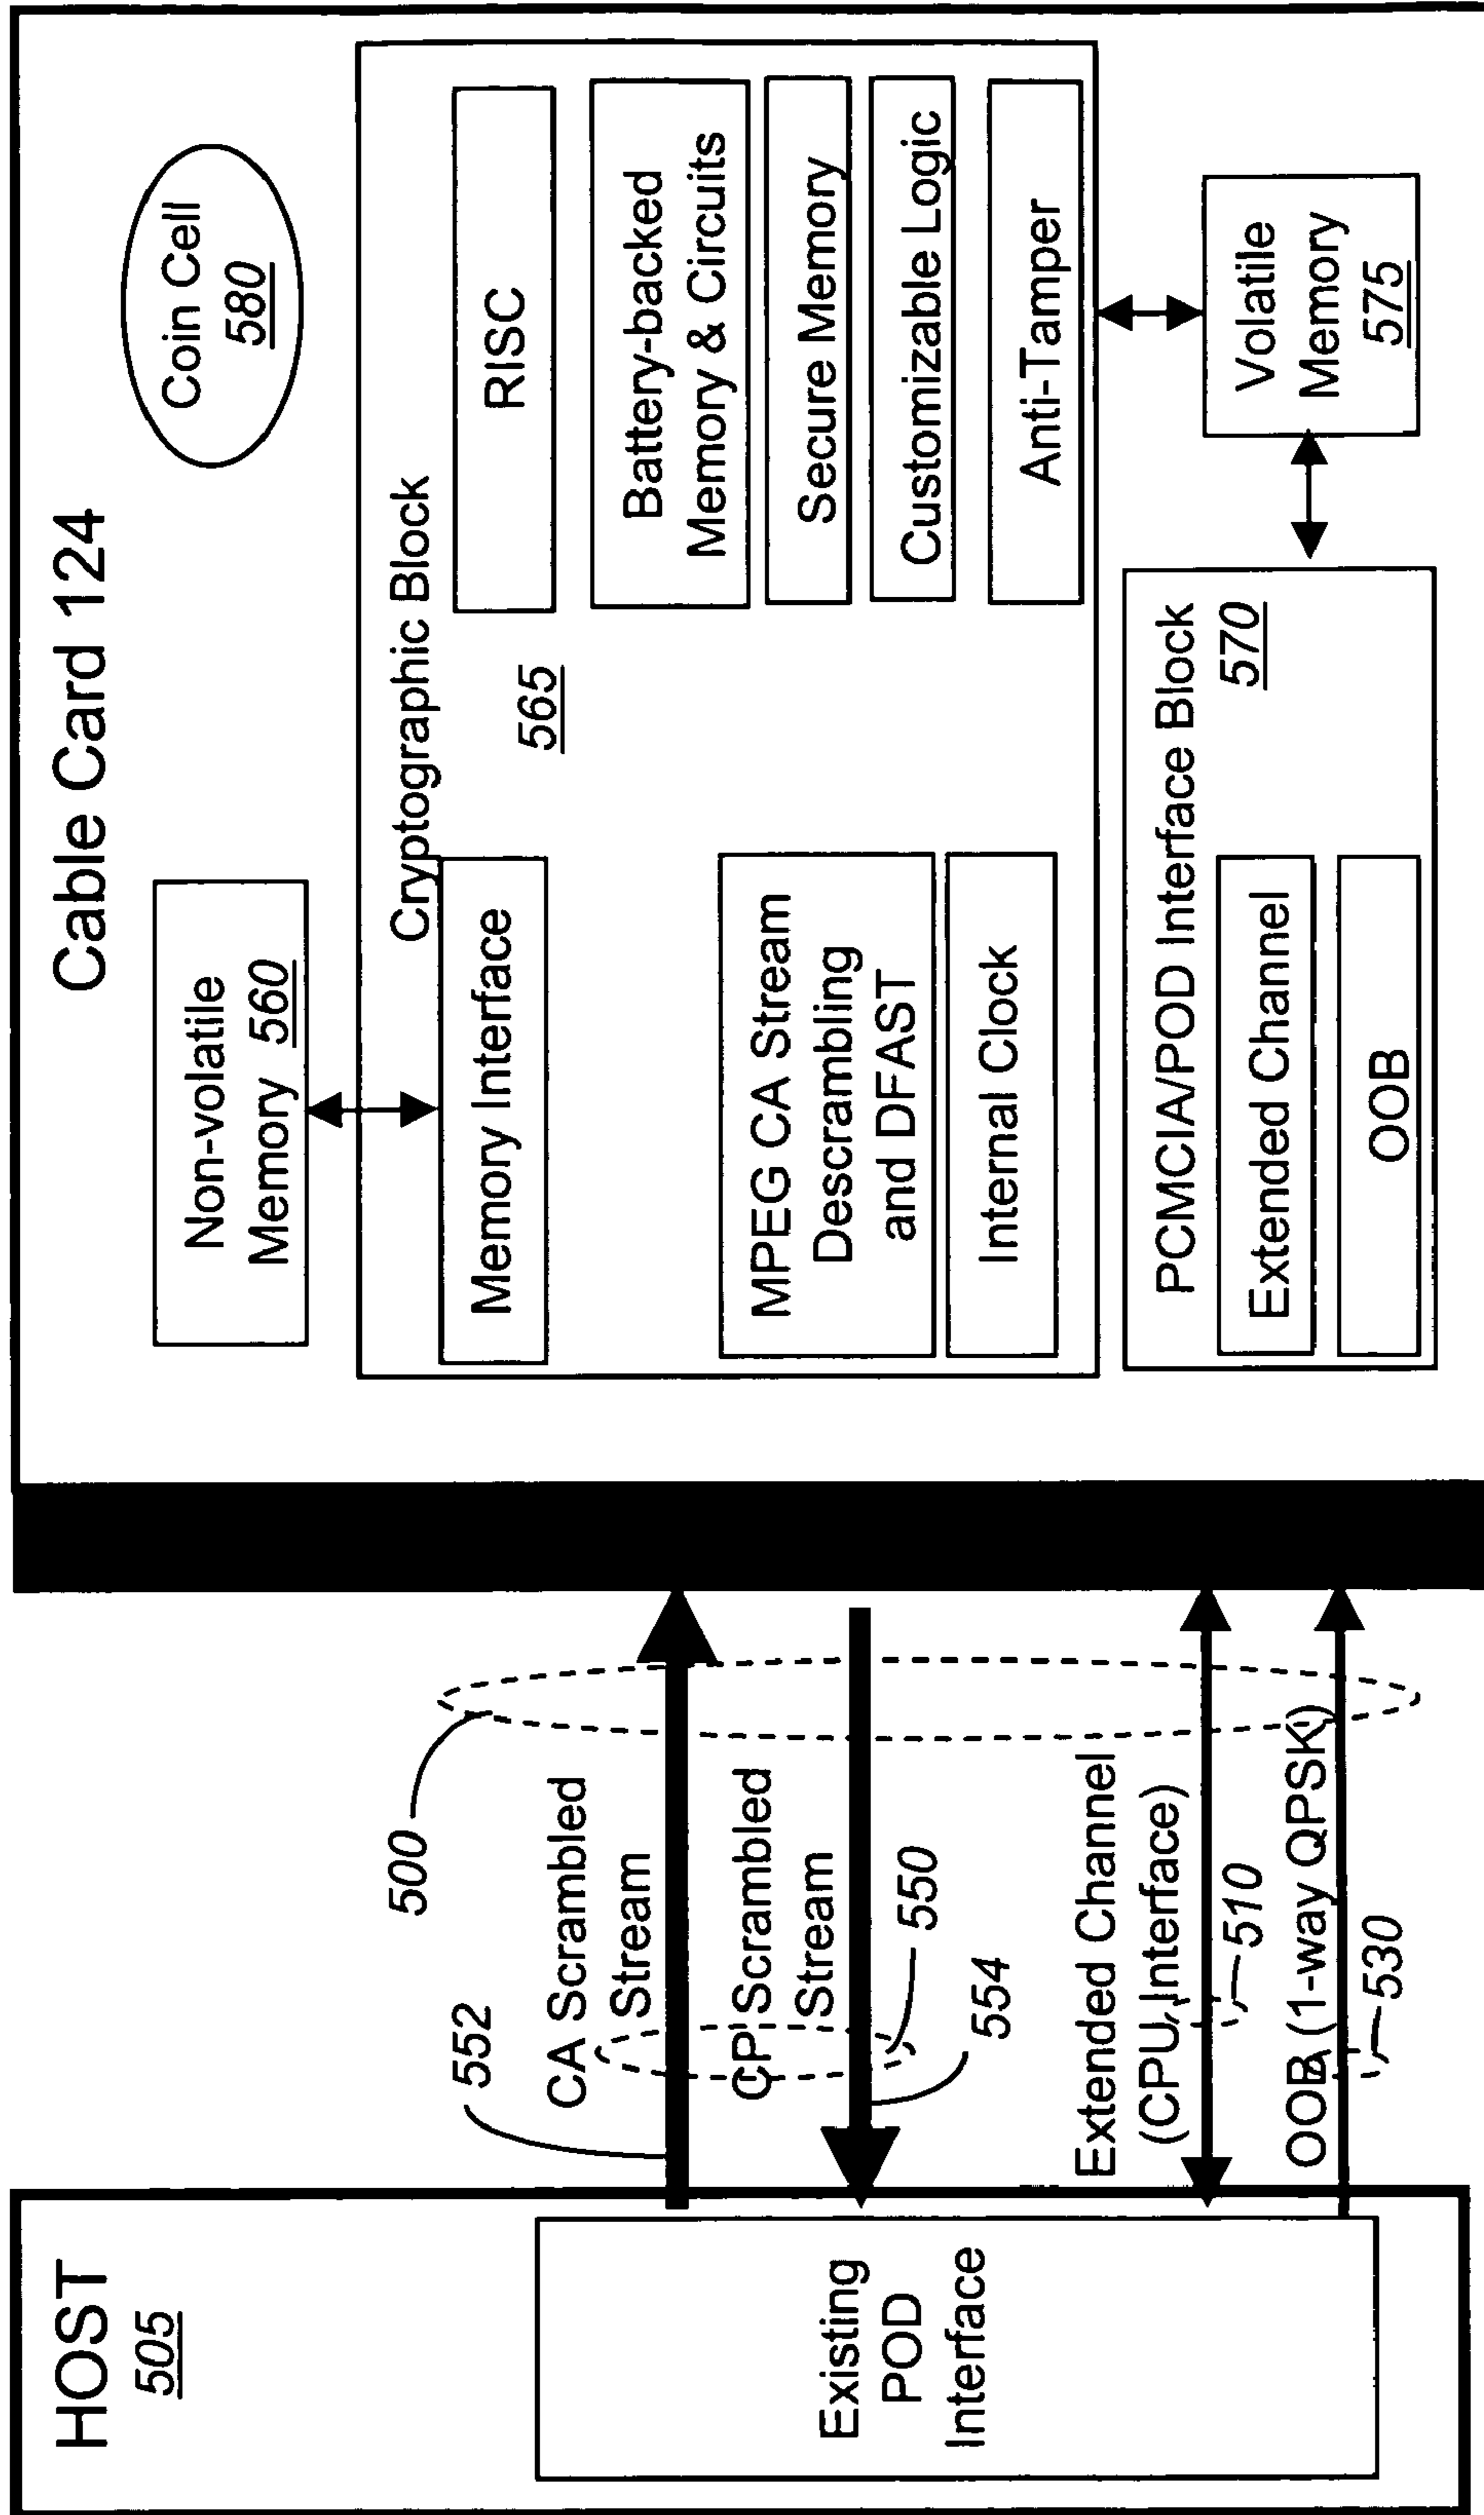 HOST
505
Existing
POD
Interface
500
552
CA Scrambled
Stream
CP Scrambled
Stream
550
554
Extended Channel
(CPU Interface)
510
OOB (1-way QPSK)
530
Cable Card 124
Non-volatile
Memory 560
Coin Cell
580
Cryptographic Block
565
Memory Interface
RISC
MPEG CA Stream
Descrambling
and DFAST
Internal Clock
Battery-backed
Memory & Circuits
Secure Memory
Customizable Logic
Anti-Tamper
PCMCIA/POD Interface Block
570
Extended Channel
OOB
Volatile
Memory
575